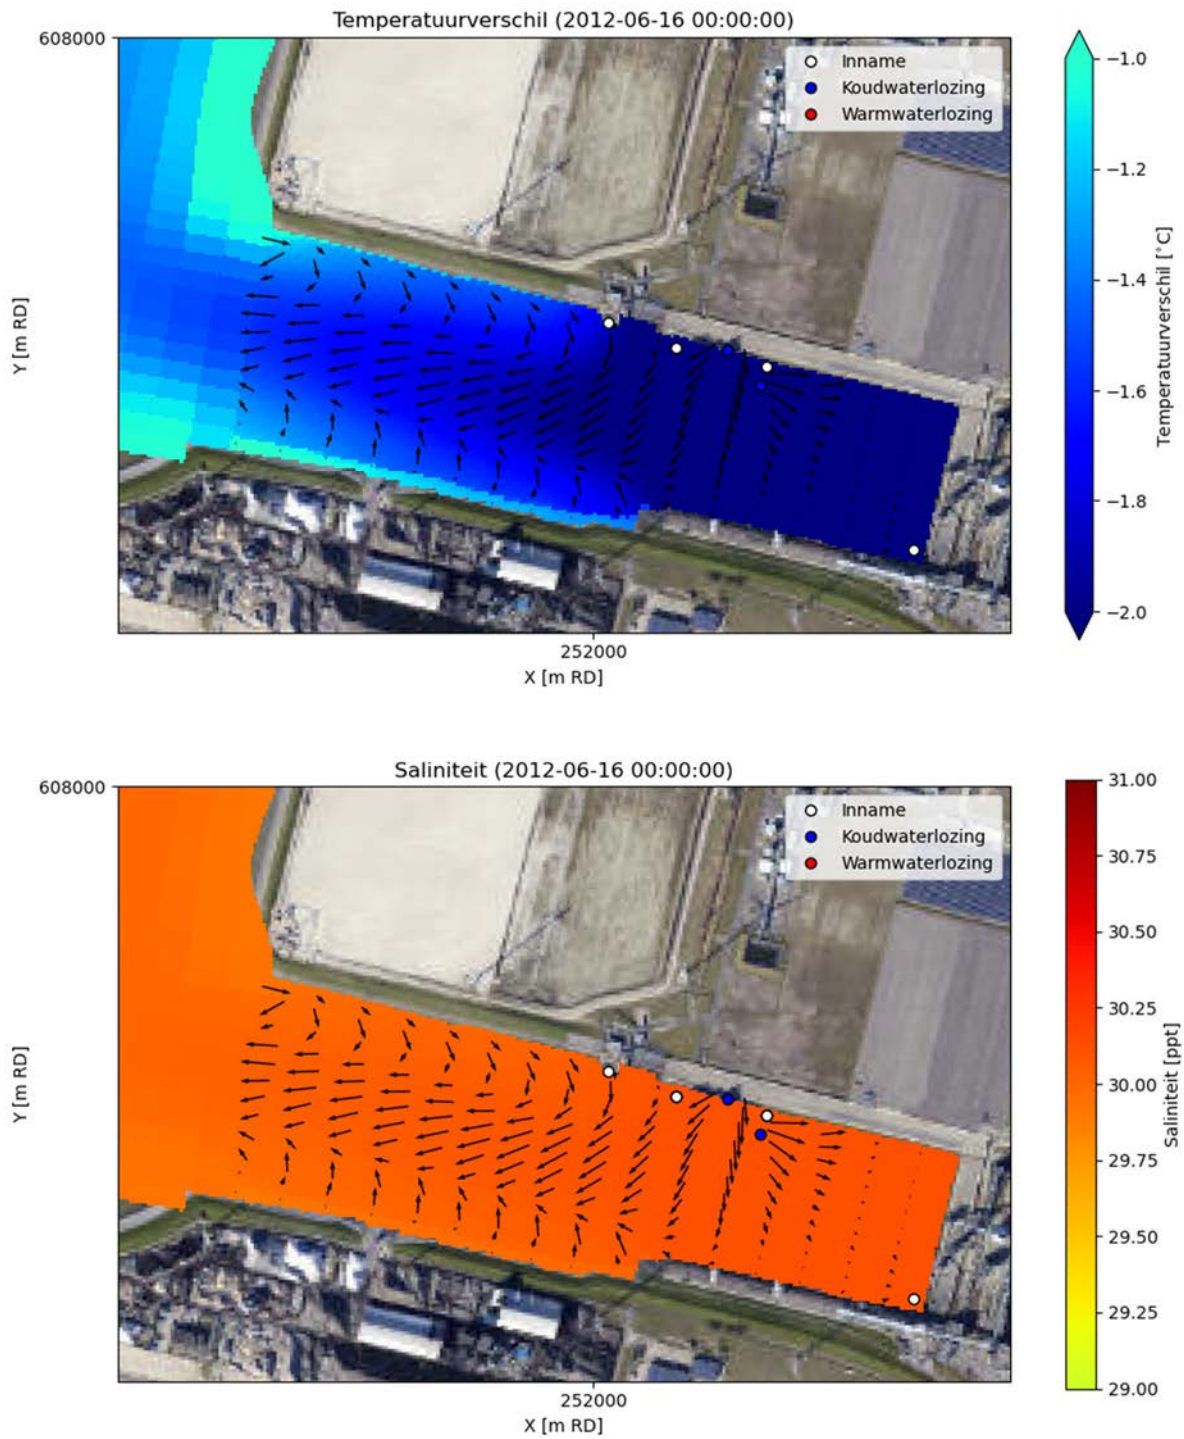 Temperatuurverschil (2012-06-16 00:00:00)
608000
Inname
Koudwaterlozing
Warmwaterlozing
Y [m RD]
252000
X [m RD]
−1.0
−1.2
−1.4
−1.6
−1.8
−2.0
Temperatuurverschil [°C]
Saliniteit (2012-06-16 00:00:00)
608000
Inname
Koudwaterlozing
Warmwaterlozing
Y [m RD]
252000
X [m RD]
31.00
30.75
30.50
30.25
30.00
29.75
29.50
29.25
29.00
Saliniteit [ppt]